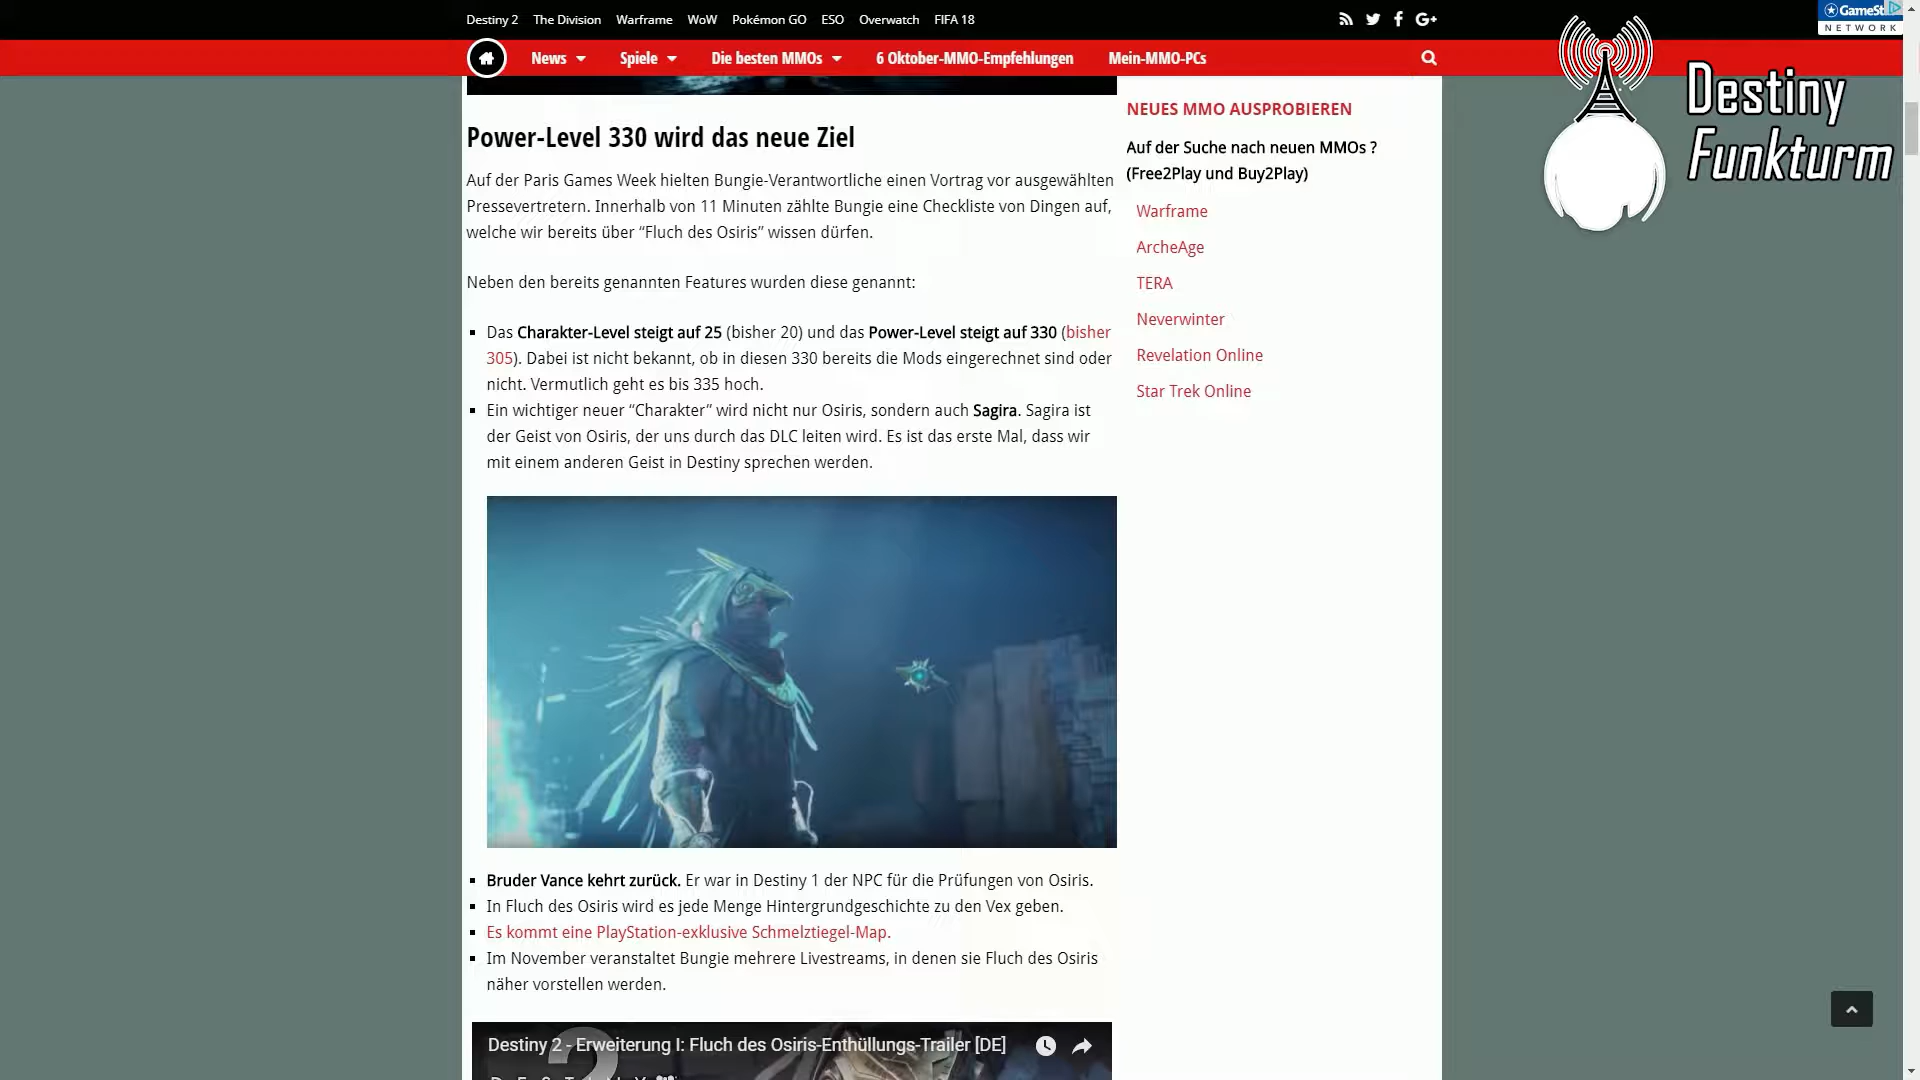 Destiny 2 The Division Warframe WoW Pokémon GO ESO Overwatch FIFA 18
GameSt
NETWORK
News Spiele Die besten MMOs 6 Oktober-MMO-Empfehlungen Mein-MMO-PCs
Destiny
Funkturm
Power-Level 330 wird das neue Ziel
Auf der Paris Games Week hielten Bungie-Verantwortliche einen Vortrag vor ausgewählten
Pressevertretern. Innerhalb von 11 Minuten zählte Bungie eine Checkliste von Dingen auf,
welche wir bereits über “Fluch des Osiris” wissen dürfen.
Neben den bereits genannten Features wurden diese genannt:
Das Charakter-Level steigt auf 25 (bisher 20) und das Power-Level steigt auf 330 (bisher
305). Dabei ist nicht bekannt, ob in diesen 330 bereits die Mods eingerechnet sind oder
nicht. Vermutlich geht es bis 335 hoch.
Ein wichtiger neuer “Charakter” wird nicht nur Osiris, sondern auch Sagira. Sagira ist
der Geist von Osiris, der uns durch das DLC leiten wird. Es ist das erste Mal, dass wir
mit einem anderen Geist in Destiny sprechen werden.
Bruder Vance kehrt zurück. Er war in Destiny 1 der NPC für die Prüfungen von Osiris.
In Fluch des Osiris wird es jede Menge Hintergrundgeschichte zu den Vex geben.
Es kommt eine PlayStation-exklusive Schmelztiegel-Map.
Im November veranstaltet Bungie mehrere Livestreams, in denen sie Fluch des Osiris
näher vorstellen werden.
Destiny 2 - Erweiterung I: Fluch des Osiris-Enthüllungs-Trailer [DE]
NEUES MMO AUSPROBIEREN
Auf der Suche nach neuen MMOs ?
(Free2Play und Buy2Play)
Warframe
ArcheAge
TERA
Neverwinter
Revelation Online
Star Trek Online